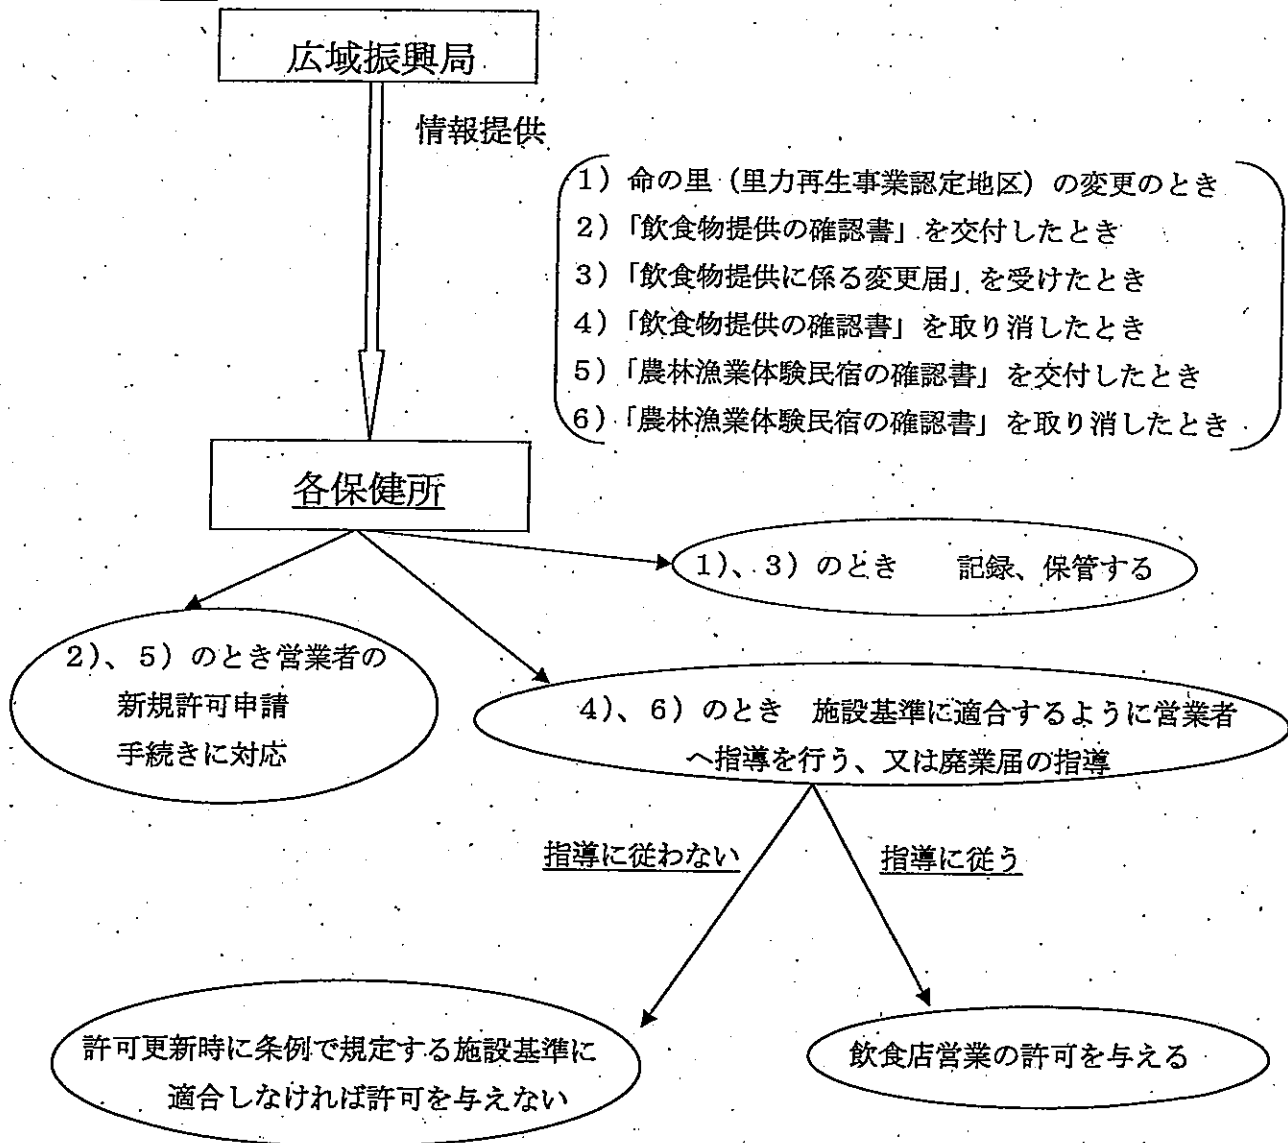 広域振興局
情報提供
1）命の里（里力再生事業認定地区）の変更のとき
2）「飲食物提供の確認書」を交付したとき
3）「飲食物提供に係る変更届」を受けたとき
4）「飲食物提供の確認書」を取り消したとき
5）「農林漁業体験民宿の確認書」を交付したとき
6）「農林漁業体験民宿の確認書」を取り消したとき
各保健所
1）、3）のとき　記録、保管する
2）、5）のとき営業者の
新規許可申請
手続きに対応
4）、6）のとき　施設基準に適合するように営業者
へ指導を行う、又は廃業届の指導
指導に従わない
指導に従う
許可更新時に条例で規定する施設基準に
適合しなければ許可を与えない
飲食店営業の許可を与える